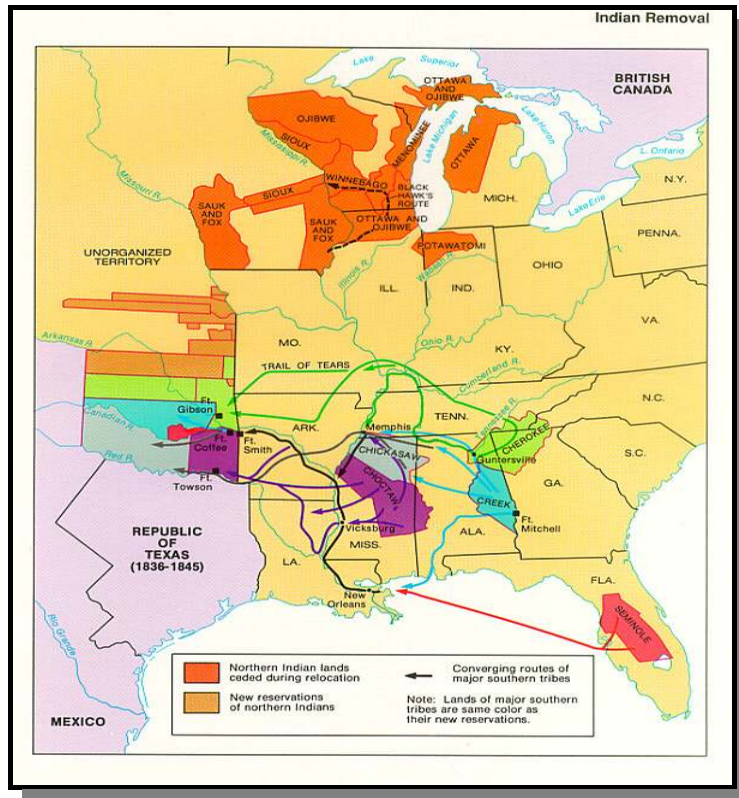 Indian Removal
Lake Superior
BRITISH
CANADA
OTTAWA
AND
OJIBWE
OJIBWE
SIOUX
Mississippi R.
MENOMINEE
Lake Michigan
OTTAWA
Lake Huron
L. Ontario
Missouri R.
WINNEBAGO
SIOUX
BLACK
HAWK'S
ROUTE
MICH.
Lake Erie
N.Y.
SAUK
AND
FOX
SAUK
AND
FOX
OTTAWA AND
OJIBWE
POTAWATOMI
PENNA.
UNORGANIZED
TERRITORY
Illinois R.
Wabash R.
OHIO
ILL.
IND.
VA.
Arkansas R.
MO.
Ohio R.
KY.
TRAIL OF TEARS
Cumberland R.
Ft.
Gibson
ARK.
Memphis
TENN.
Tennessee R.
N.C.
Canadian R.
Ft.
Coffee
Ft.
Smith
CHICKASAW
CHEROKEE
Guntersville
S.C.
Red R.
Ft.
Towson
CHOCTAW
CREEK
GA.
REPUBLIC
OF
TEXAS
(1836-1845)
Vicksburg
MISS.
ALA.
Ft.
Mitchell
LA.
New
Orleans
FLA.
SEMINOLE
Rio Grande
MEXICO
Northern Indian lands
ceded during relocation
New reservations
of northern Indians
Converging routes of
major southern tribes
Note: Lands of major southern
tribes are same color as
their new reservations.